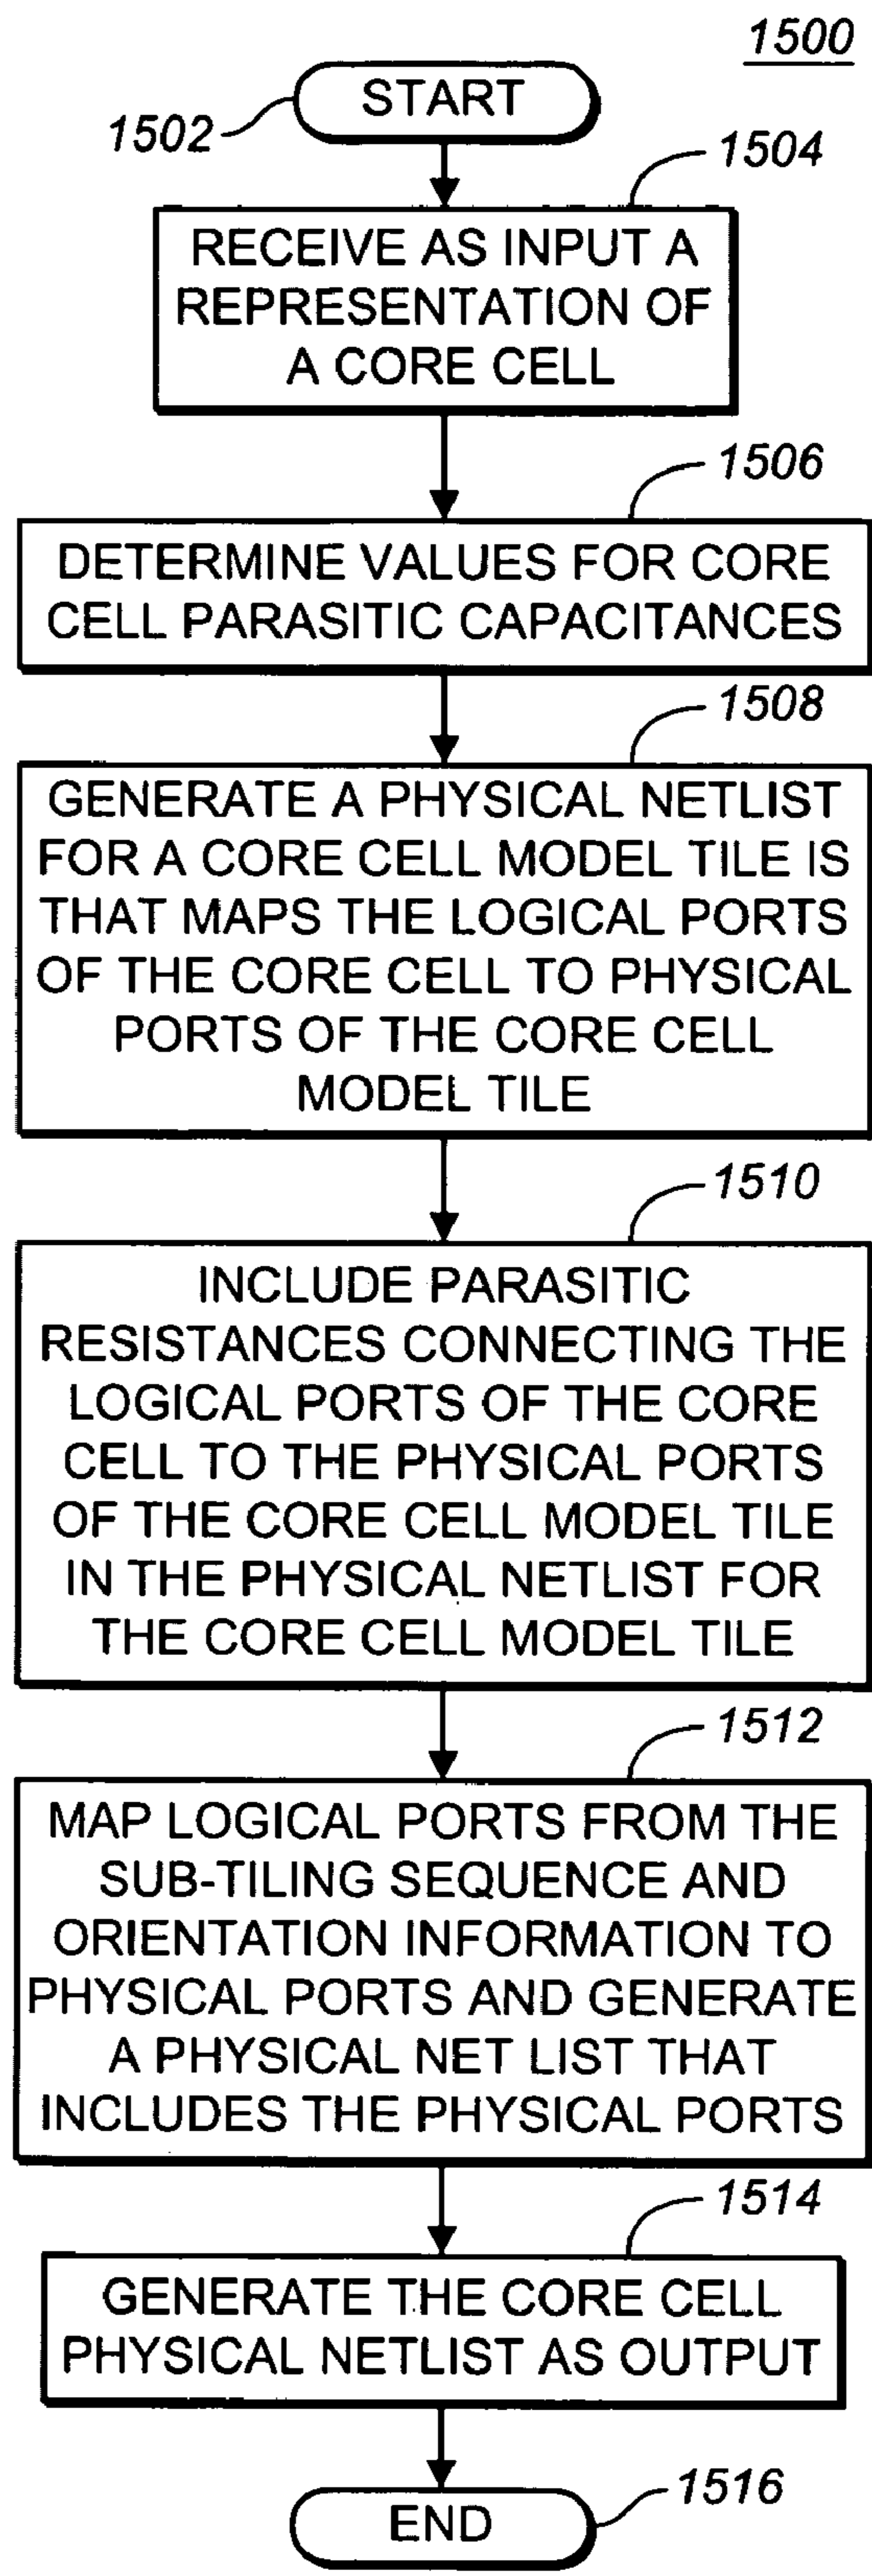 1500
START
1502
1504
RECEIVE AS INPUT A
REPRESENTATION OF
A CORE CELL
1506
DETERMINE VALUES FOR CORE
CELL PARASITIC CAPACITANCES
1508
GENERATE A PHYSICAL NETLIST
FOR A CORE CELL MODEL TILE IS
THAT MAPS THE LOGICAL PORTS
OF THE CORE CELL TO PHYSICAL
PORTS OF THE CORE CELL
MODEL TILE
1510
INCLUDE PARASITIC
RESISTANCES CONNECTING THE
LOGICAL PORTS OF THE CORE
CELL TO THE PHYSICAL PORTS
OF THE CORE CELL MODEL TILE
IN THE PHYSICAL NETLIST FOR
THE CORE CELL MODEL TILE
1512
MAP LOGICAL PORTS FROM THE
SUB-TILING SEQUENCE AND
ORIENTATION INFORMATION TO
PHYSICAL PORTS AND GENERATE
A PHYSICAL NET LIST THAT
INCLUDES THE PHYSICAL PORTS
1514
GENERATE THE CORE CELL
PHYSICAL NETLIST AS OUTPUT
1516
END